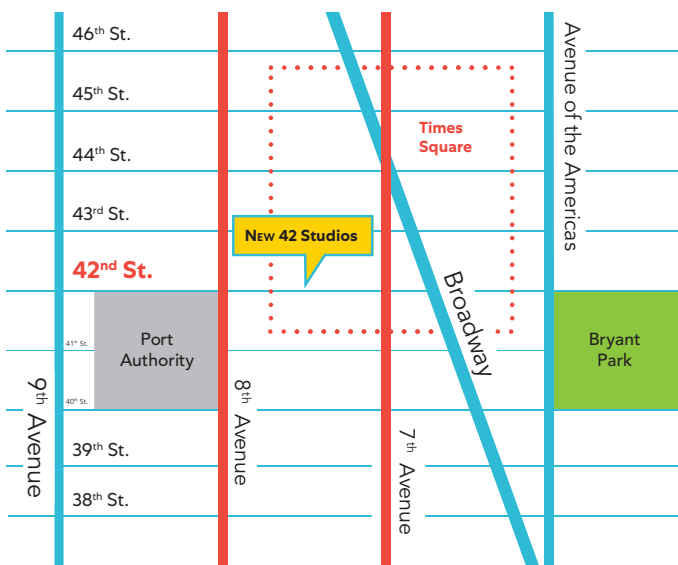 46th St.
45th St.
44th St.
43rd St.
42nd St.
41st St.
40th St.
39th St.
38th St.
Times
Square
NEW 42 Studios
Port
Authority
Bryant
Park
9th Avenue
8th Avenue
7th Avenue
Broadway
Avenue of the Americas